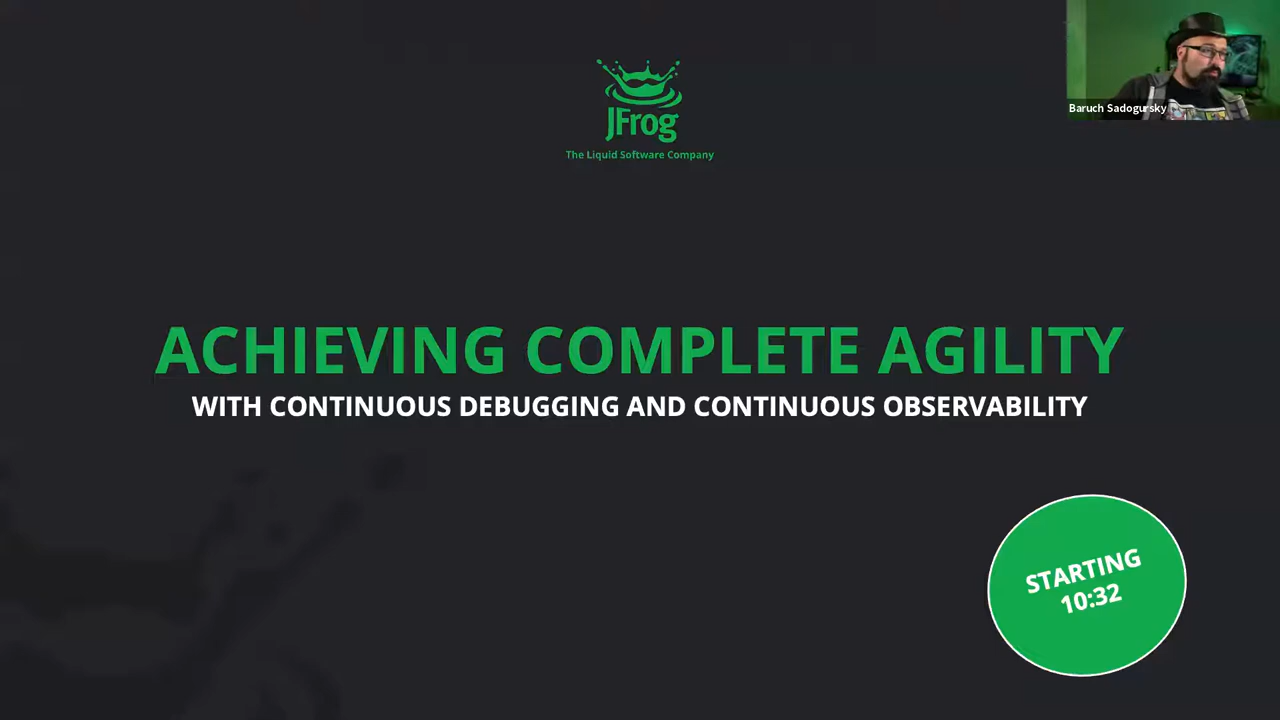 JFrog
The Liquid Software Company
Baruch Sadogursky
ACHIEVING COMPLETE AGILITY
WITH CONTINUOUS DEBUGGING AND CONTINUOUS OBSERVABILITY
STARTING
10:32